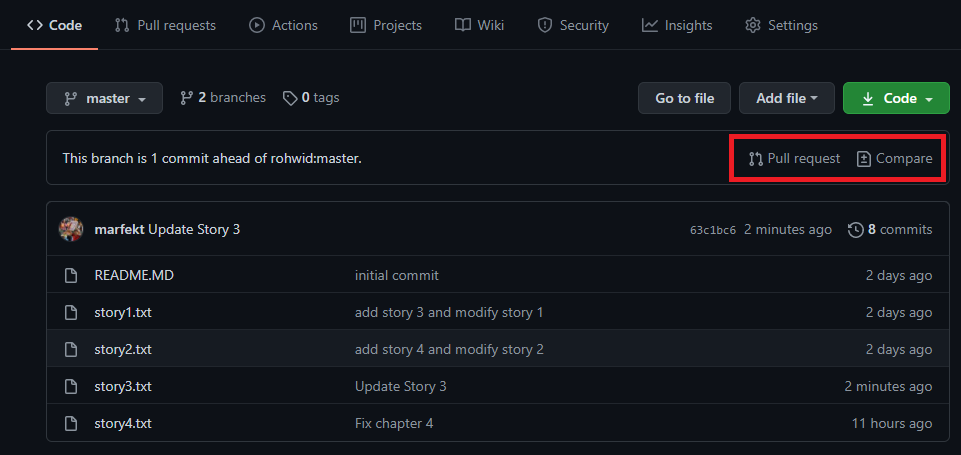 Code Pull requests Actions Projects Wiki Security Insights Settings
master 2 branches 0 tags Go to file Add file Code
This branch is 1 commit ahead of rohwid:master. Pull request Compare
marfekt Update Story 3 63c1bc6 2 minutes ago 8 commits
README.MD initial commit 2 days ago
story1.txt add story 3 and modify story 1 2 days ago
story2.txt add story 4 and modify story 2 2 days ago
story3.txt Update Story 3 2 minutes ago
story4.txt Fix chapter 4 11 hours ago